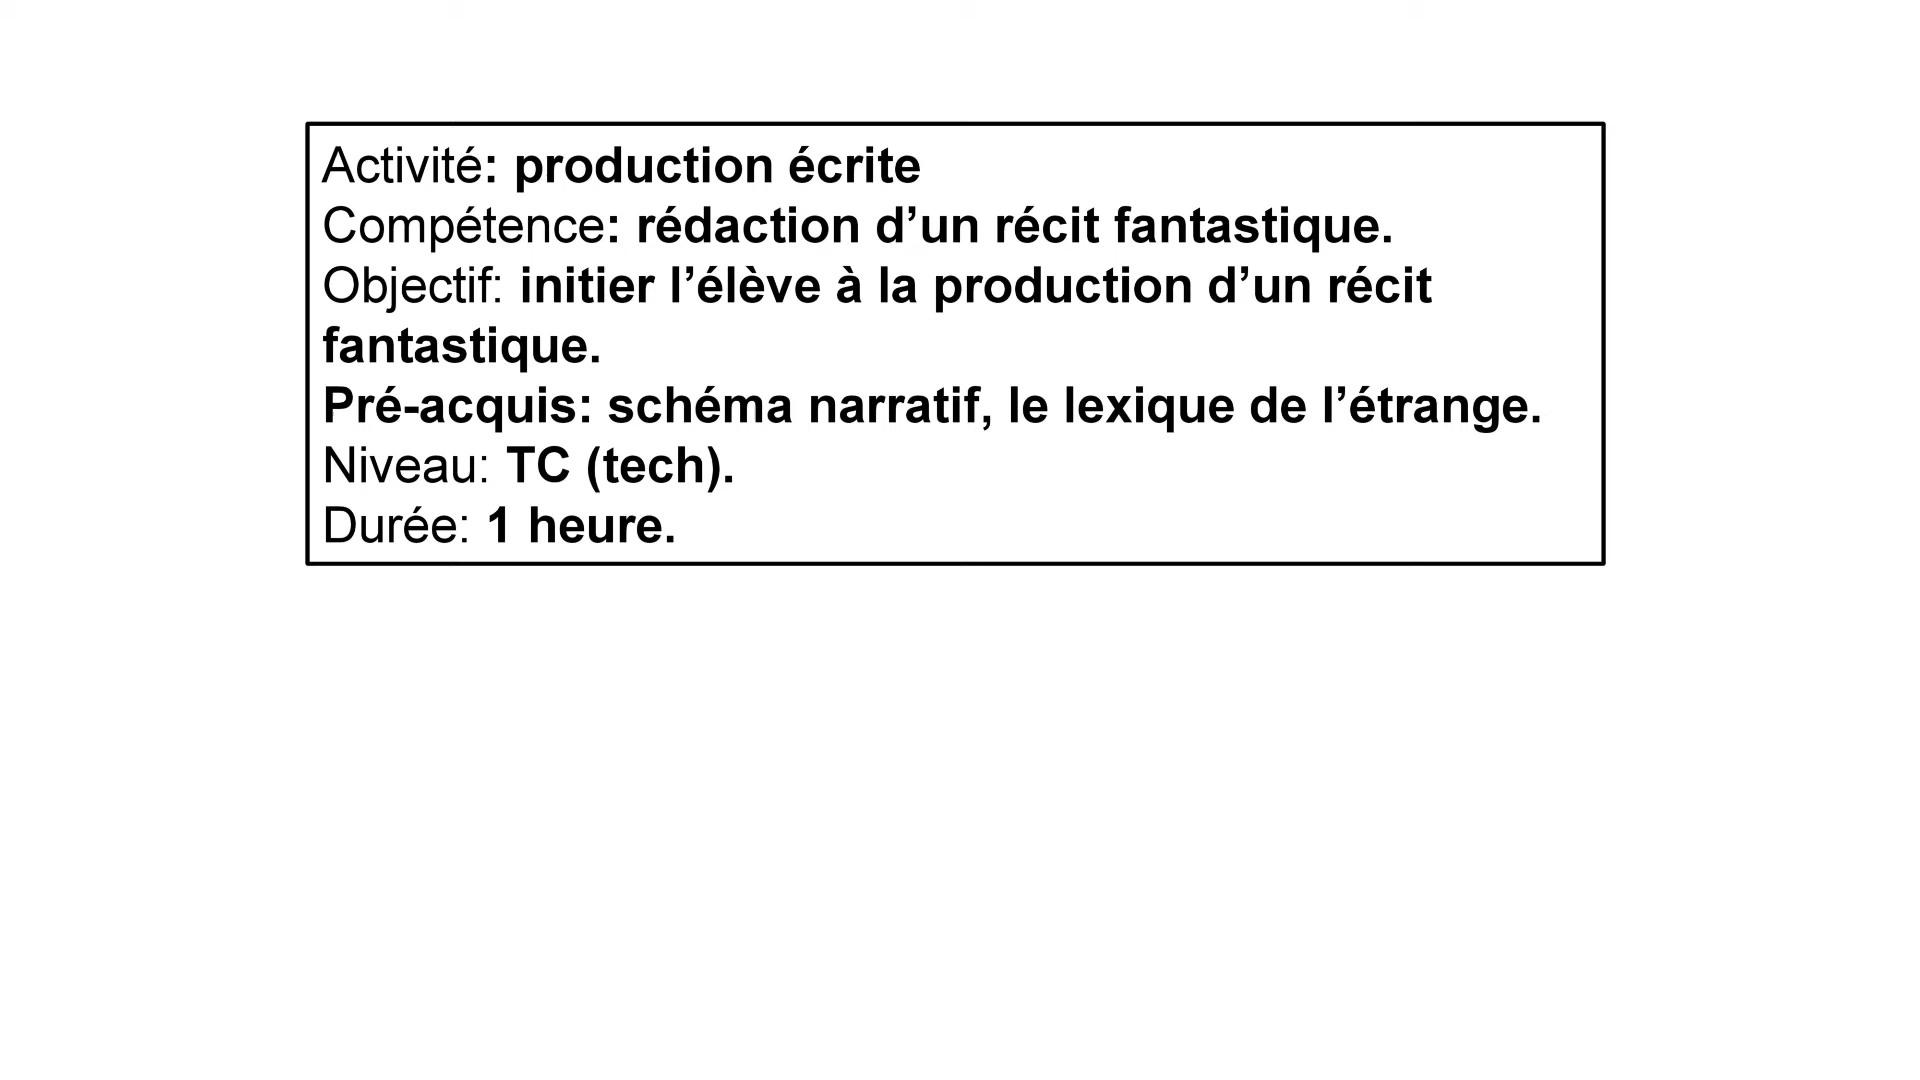 Activité: production écrite
Compétence: rédaction d’un récit fantastique.
Objectif: initier l’élève à la production d’un récit
fantastique.
Pré-acquis: schéma narratif, le lexique de l’étrange.
Niveau: TC (tech).
Durée: 1 heure.